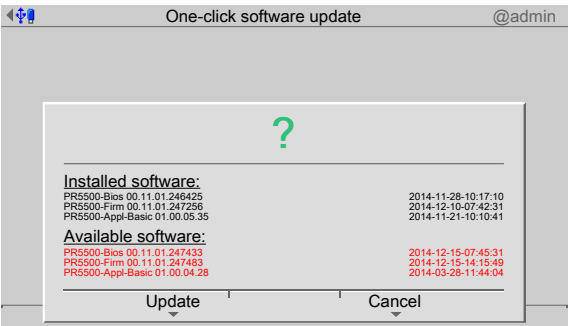 One-click software update @admin
?
Installed software:
PR5500-Bios 00.11.01.246425 2014-11-28-10:17:10
PR5500-Firm 00.11.01.247256 2014-12-10-07:42:31
PR5500-Appl-Basic 01.00.05.35 2014-11-21-10:10:41
Available software:
PR5500-Bios 00.11.01.247433 2014-12-15-07:45:31
PR5500-Firm 00.11.01.247483 2014-12-15-14:15:49
PR5500-Appl-Basic 01.00.04.28 2014-03-28-11:44:04
Update Cancel